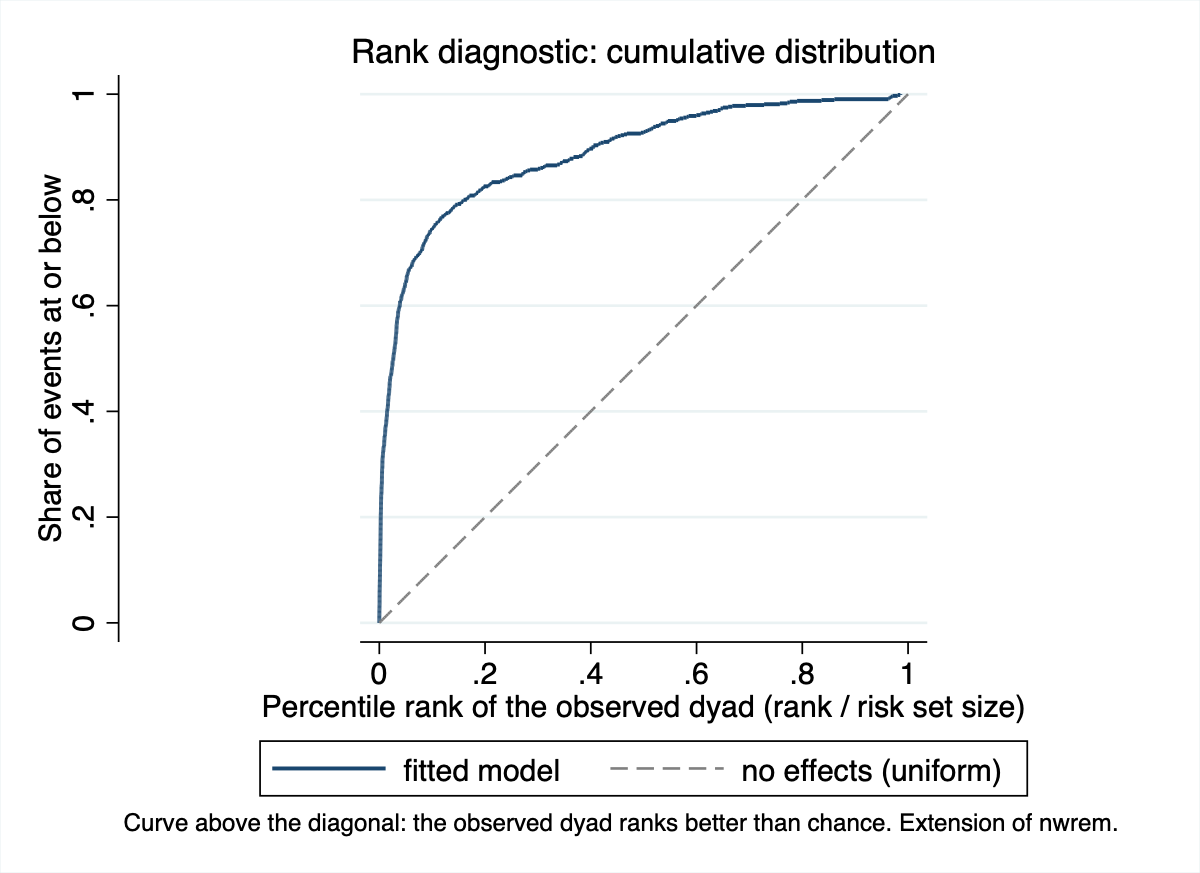 Rank diagnostic: cumulative distribution
Share of events at or below
1
.8
.6
.4
.2
0
0 .2 .4 .6 .8 1
Percentile rank of the observed dyad (rank / risk set size)
fitted model no effects (uniform)
Curve above the diagonal: the observed dyad ranks better than chance. Extension of nwrem.